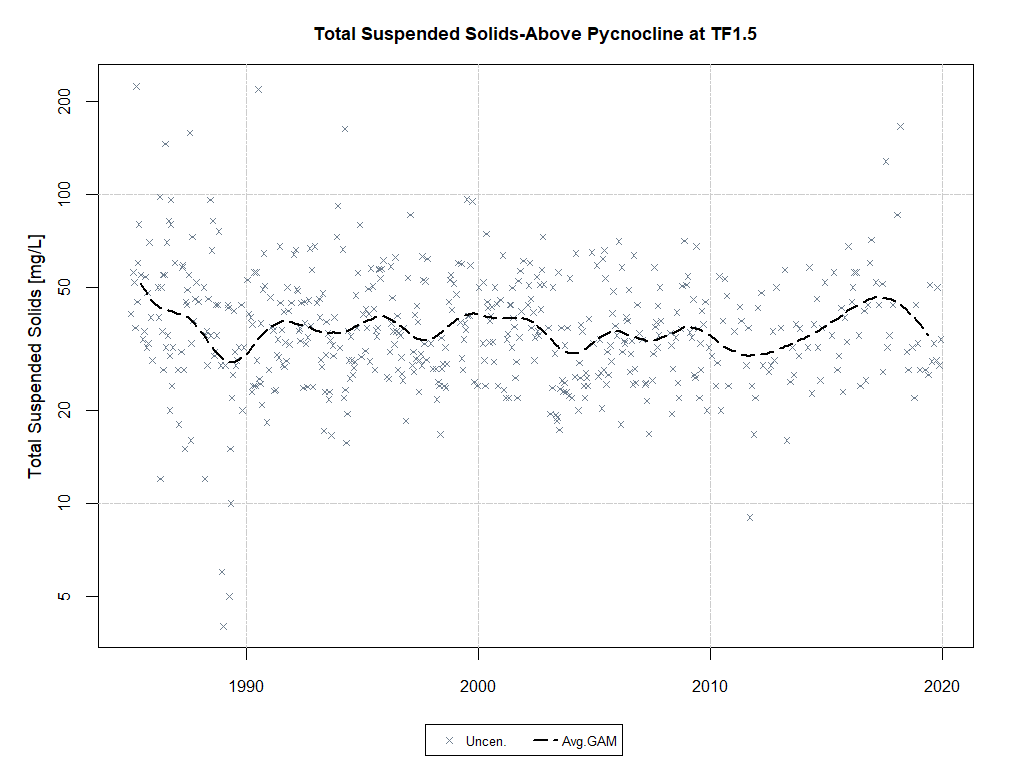 Total Suspended Solids-Above Pycnocline at TF1.5
Total Suspended Solids [mg/L]
200
100
50
20
10
5
1990 2000 2010 2020
Uncen. Avg.GAM